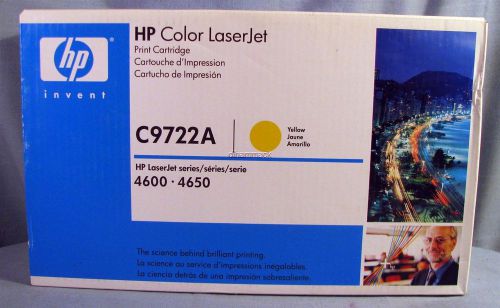 hp
invent
HP Color LaserJet
Print Cartridge
Cartouche d'Impression
Cartucho de Impresión
C9722A
Yellow
Jaune
Amarillo
HP LaserJet series/séries/serie
4600 · 4650
The science behind brilliant printing.
La science au service d'impressions inégalables.
La ciencia detrás de una impresión insuperable.